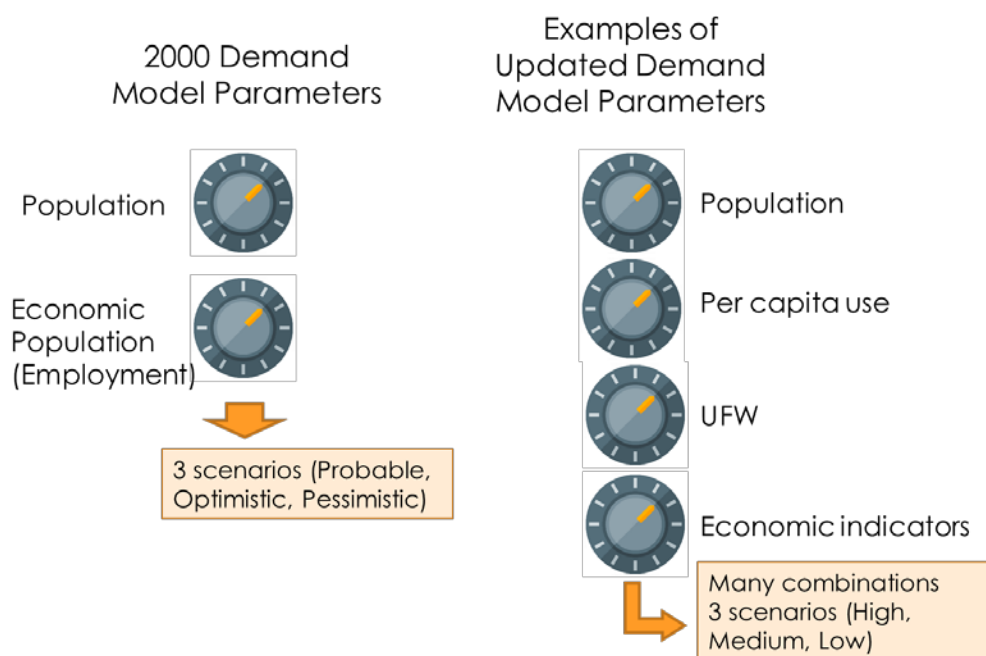 2000 Demand
Model Parameters
Population
Economic
Population
(Employment)
3 scenarios (Probable,
Optimistic, Pessimistic)
Examples of
Updated Demand
Model Parameters
Population
Per capita use
UFW
Economic indicators
Many combinations
3 scenarios (High,
Medium, Low)